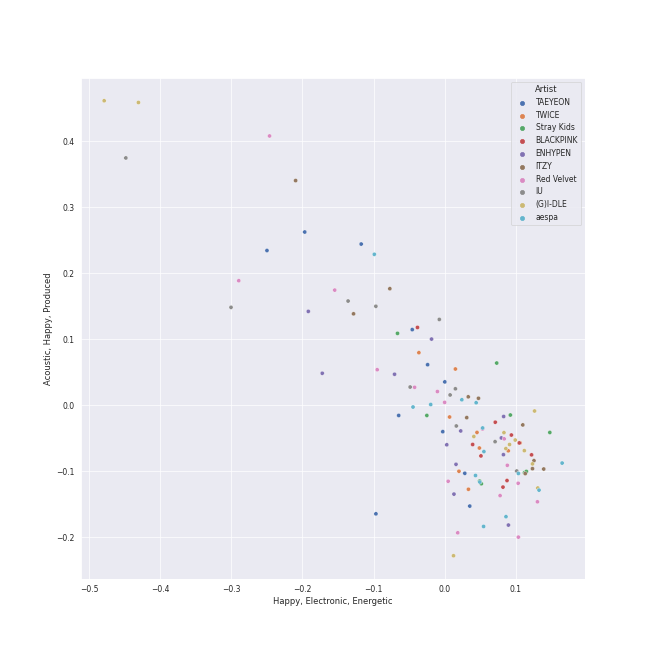 Artist
TAEYEON
TWICE
Stray Kids
BLACKPINK
ENHYPEN
ITZY
Red Velvet
IU
(G)I-DLE
aespa
0.4
0.3
0.2
0.1
0.0
−0.1
−0.2
Acoustic, Happy, Produced
−0.5 −0.4 −0.3 −0.2 −0.1 0.0 0.1
Happy, Electronic, Energetic